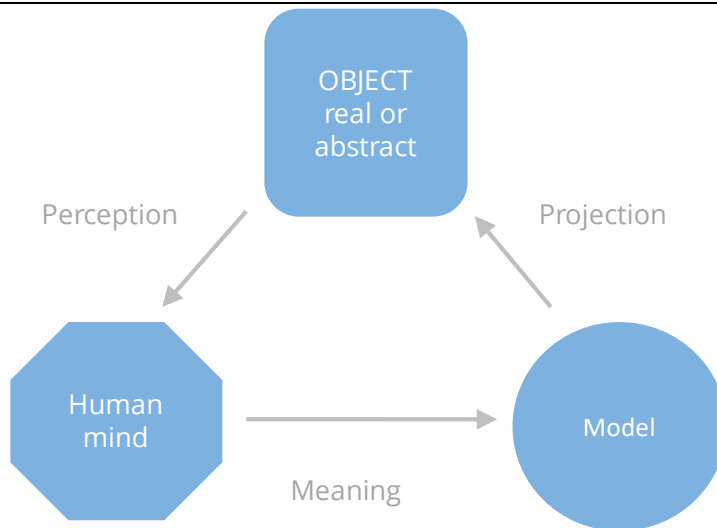 OBJECT
real or
abstract
Perception
Projection
Human
mind
Model
Meaning